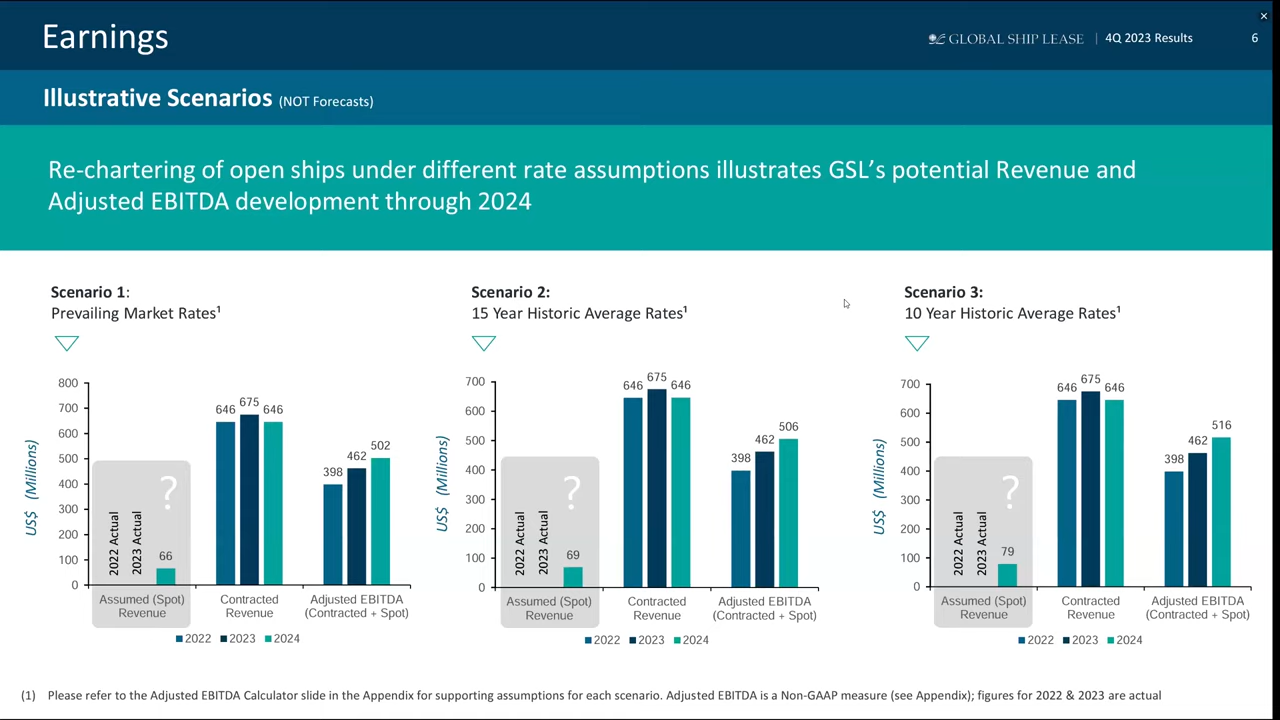 Earnings
GLOBAL SHIP LEASE | 4Q 2023 Results 6
Illustrative Scenarios (NOT Forecasts)
Re-chartering of open ships under different rate assumptions illustrates GSL’s potential Revenue and
Adjusted EBITDA development through 2024
Scenario 1:
Prevailing Market Rates¹
US$ (Millions)
800
700
600
500
400
300
200
100
0
2022 Actual
2023 Actual
?
66
646 675 646
398 462 502
Assumed (Spot)
Revenue
Contracted
Revenue
Adjusted EBITDA
(Contracted + Spot)
2022 2023 2024
Scenario 2:
15 Year Historic Average Rates¹
US$ (Millions)
700
600
500
400
300
200
100
0
2022 Actual
2023 Actual
?
69
646 675 646
398 462 506
Assumed (Spot)
Revenue
Contracted
Revenue
Adjusted EBITDA
(Contracted + Spot)
2022 2023 2024
Scenario 3:
10 Year Historic Average Rates¹
US$ (Millions)
700
600
500
400
300
200
100
0
2022 Actual
2023 Actual
?
79
646 675 646
398 462 516
Assumed (Spot)
Revenue
Contracted
Revenue
Adjusted EBITDA
(Contracted + Spot)
2022 2023 2024
(1) Please refer to the Adjusted EBITDA Calculator slide in the Appendix for supporting assumptions for each scenario. Adjusted EBITDA is a Non-GAAP measure (see Appendix); figures for 2022 & 2023 are actual